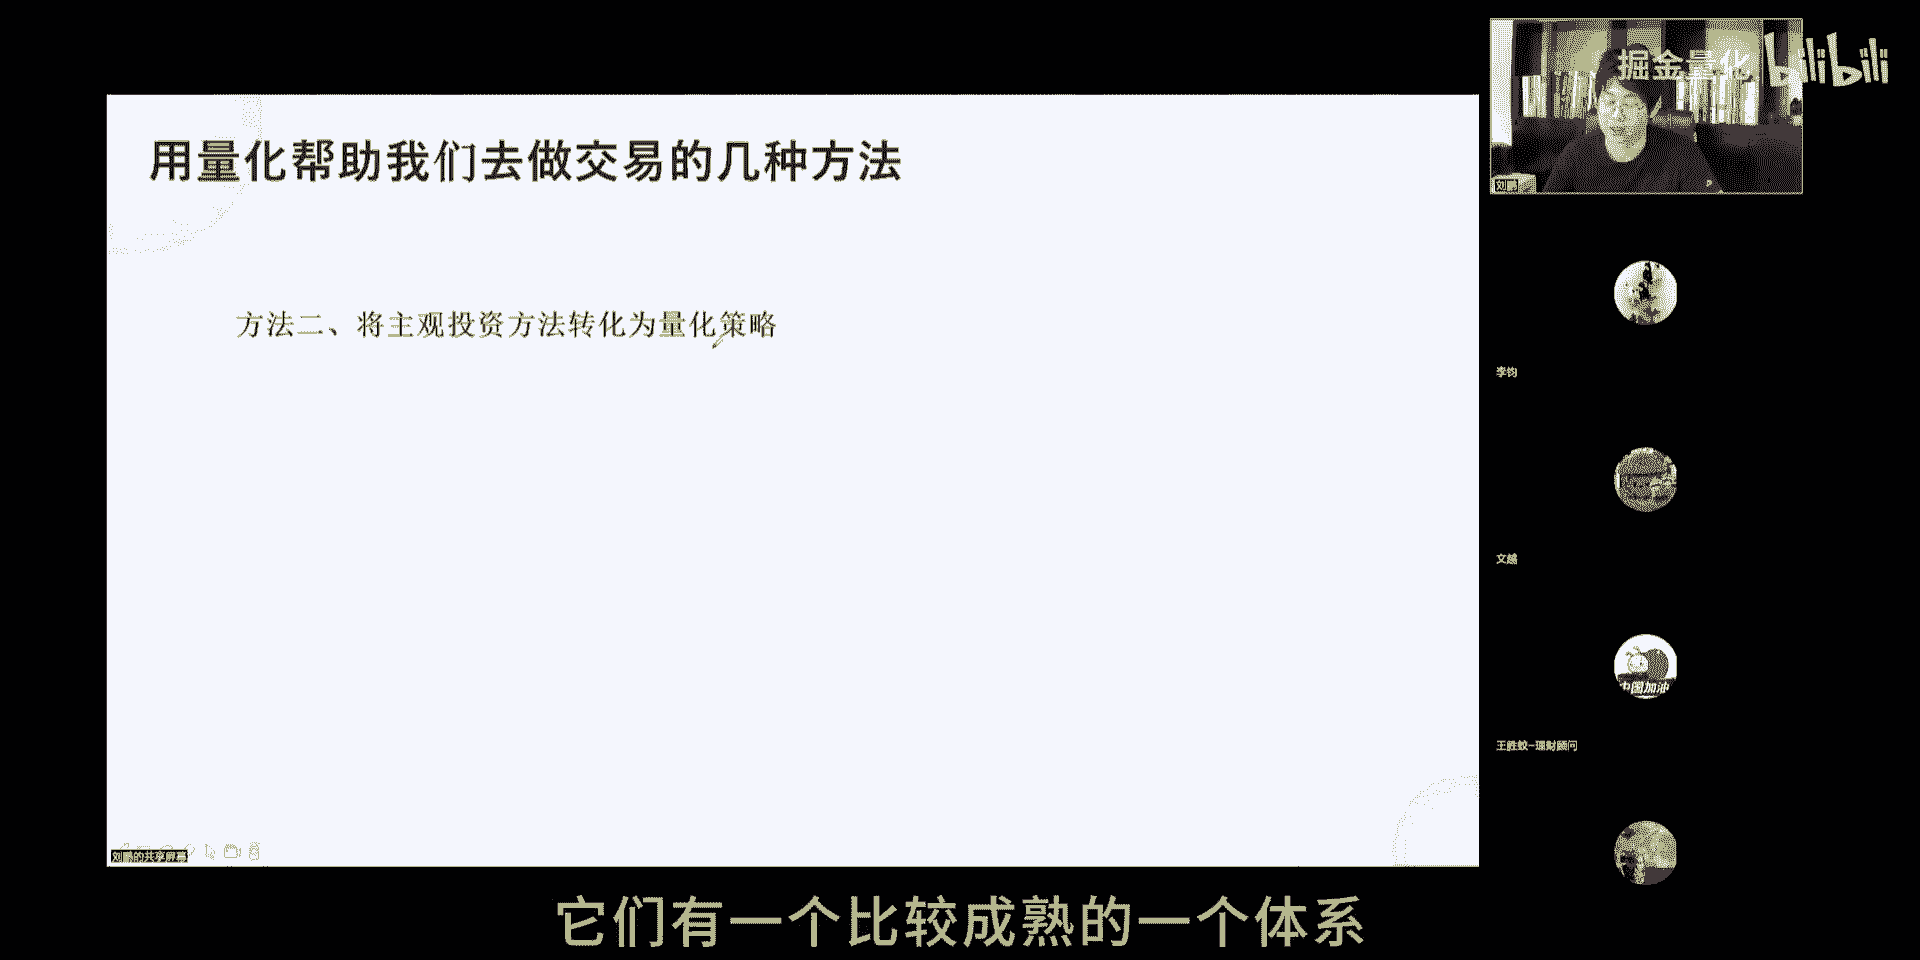 掘金量化 bilibili
用量化帮助我们去做交易的几种方法
刘鹏
方法二、将主观投资方法转化为量化策略
李钧
文越
中国加油
王胜蛟-理财顾问
刘鹏的共享屏幕
它们有一个比较成熟的一个体系